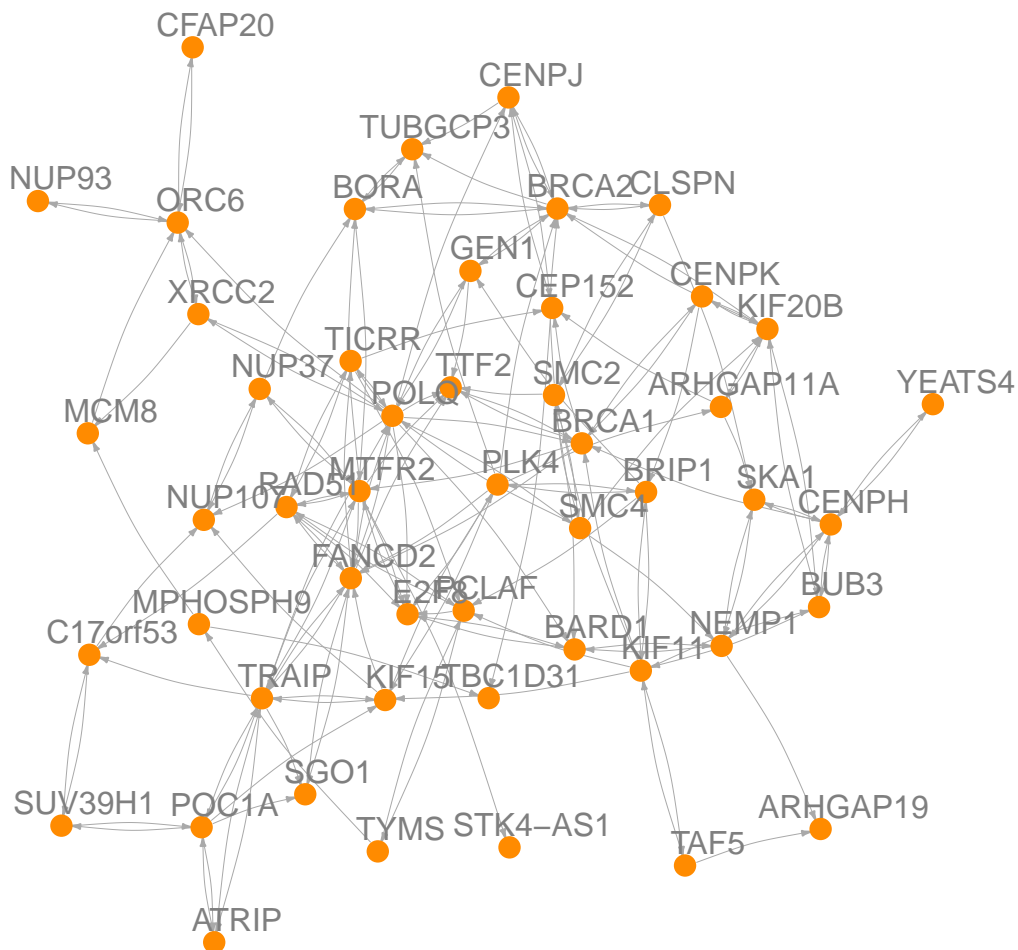 CFAP20
CENPJ
TUBGCP3
NUP93
ORC6
BORA
BRCA2
CLSPN
GEN1
CENPK
XRCC2
CEP152
KIF20B
TICRR
NUP37
TTF2
SMC2
ARHGAP11A
YEATS4
POLQ
MCM8
BRCA1
MTFR2
PLK4
BRIP1
SKA1
RAD51
NUP107
SMC4
CENPH
FANCD2
E2F8
PCLAF
BUB3
MPHOSPH9
C17orf53
BARD1
NEMP1
KIF11
TRAIP
KIF15
TBC1D31
SGO1
SUV39H1
POC1A
TYMS
STK4−AS1
ARHGAP19
TAF5
ATRIP